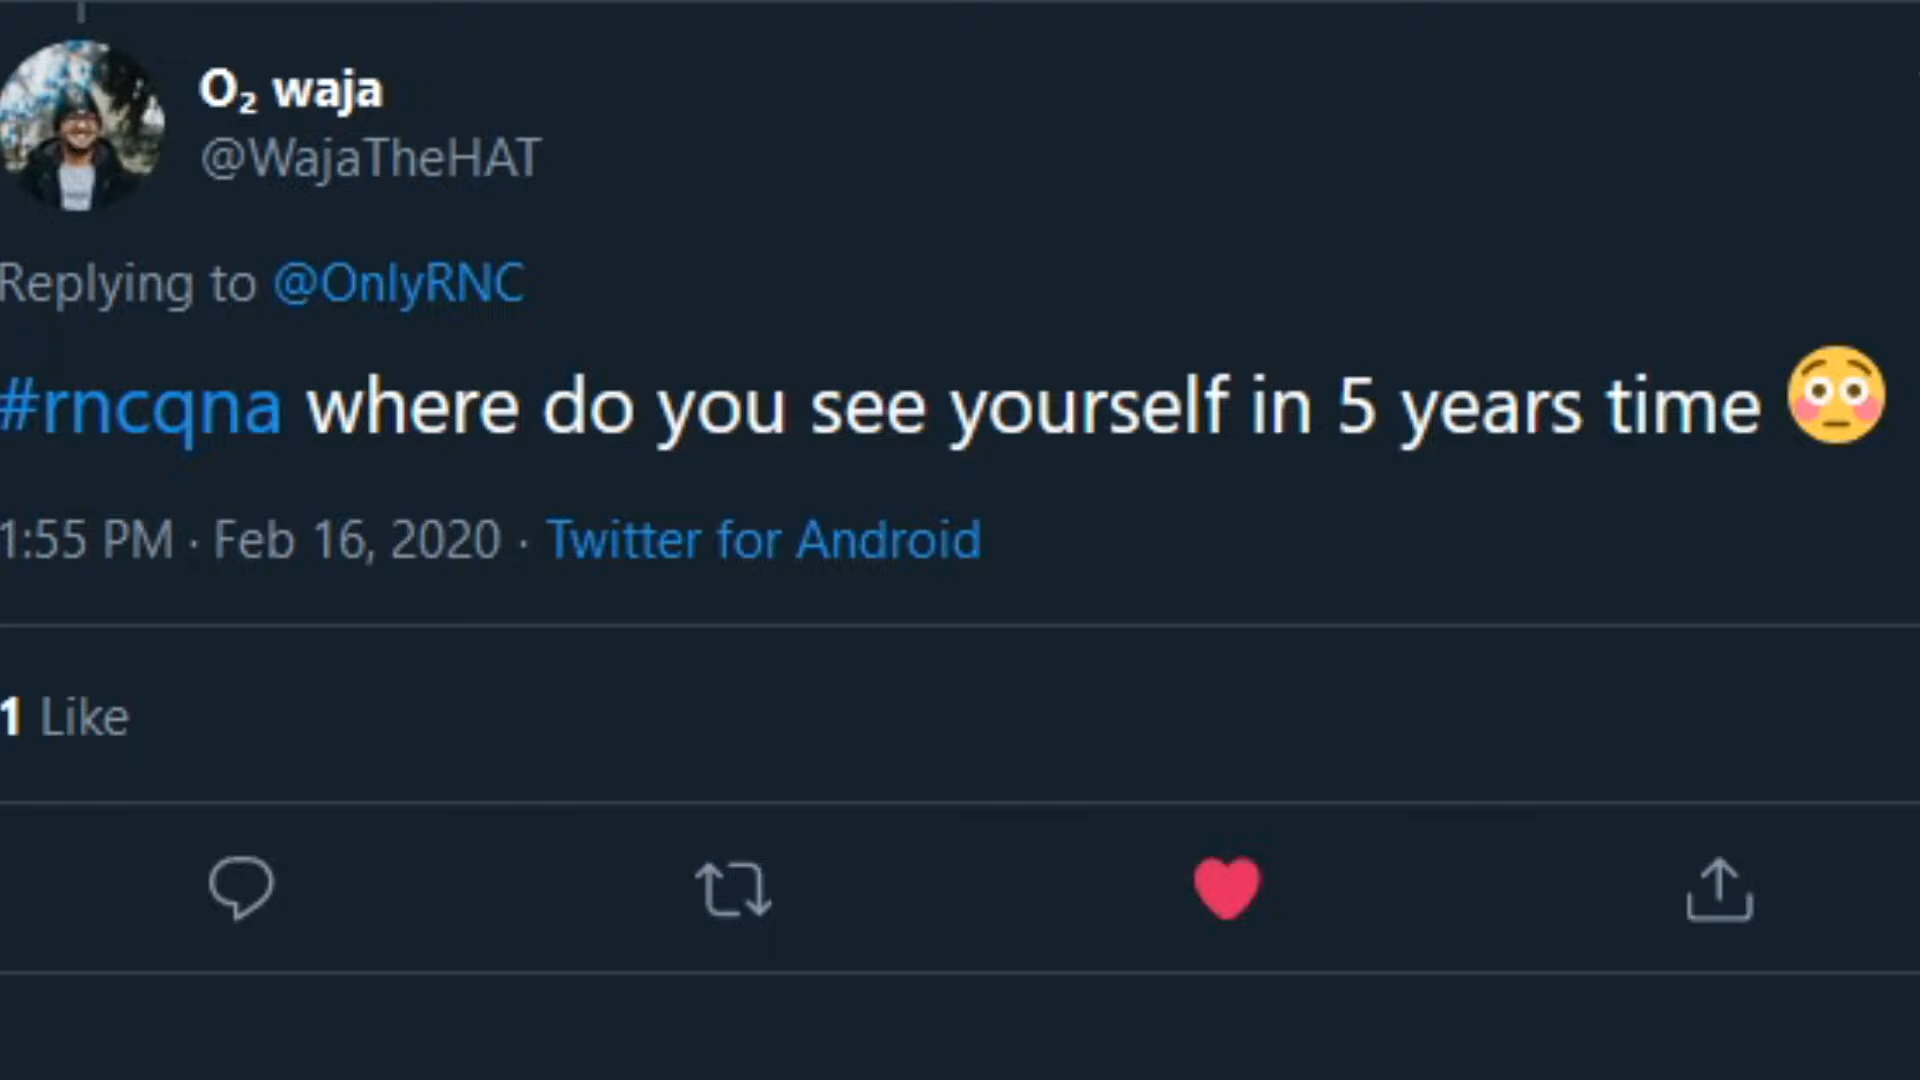 O₂ waja
@WajaTheHAT
Replying to @OnlyRNC
#rncqna where do you see yourself in 5 years time 😳
1:55 PM · Feb 16, 2020 · Twitter for Android
1 Like